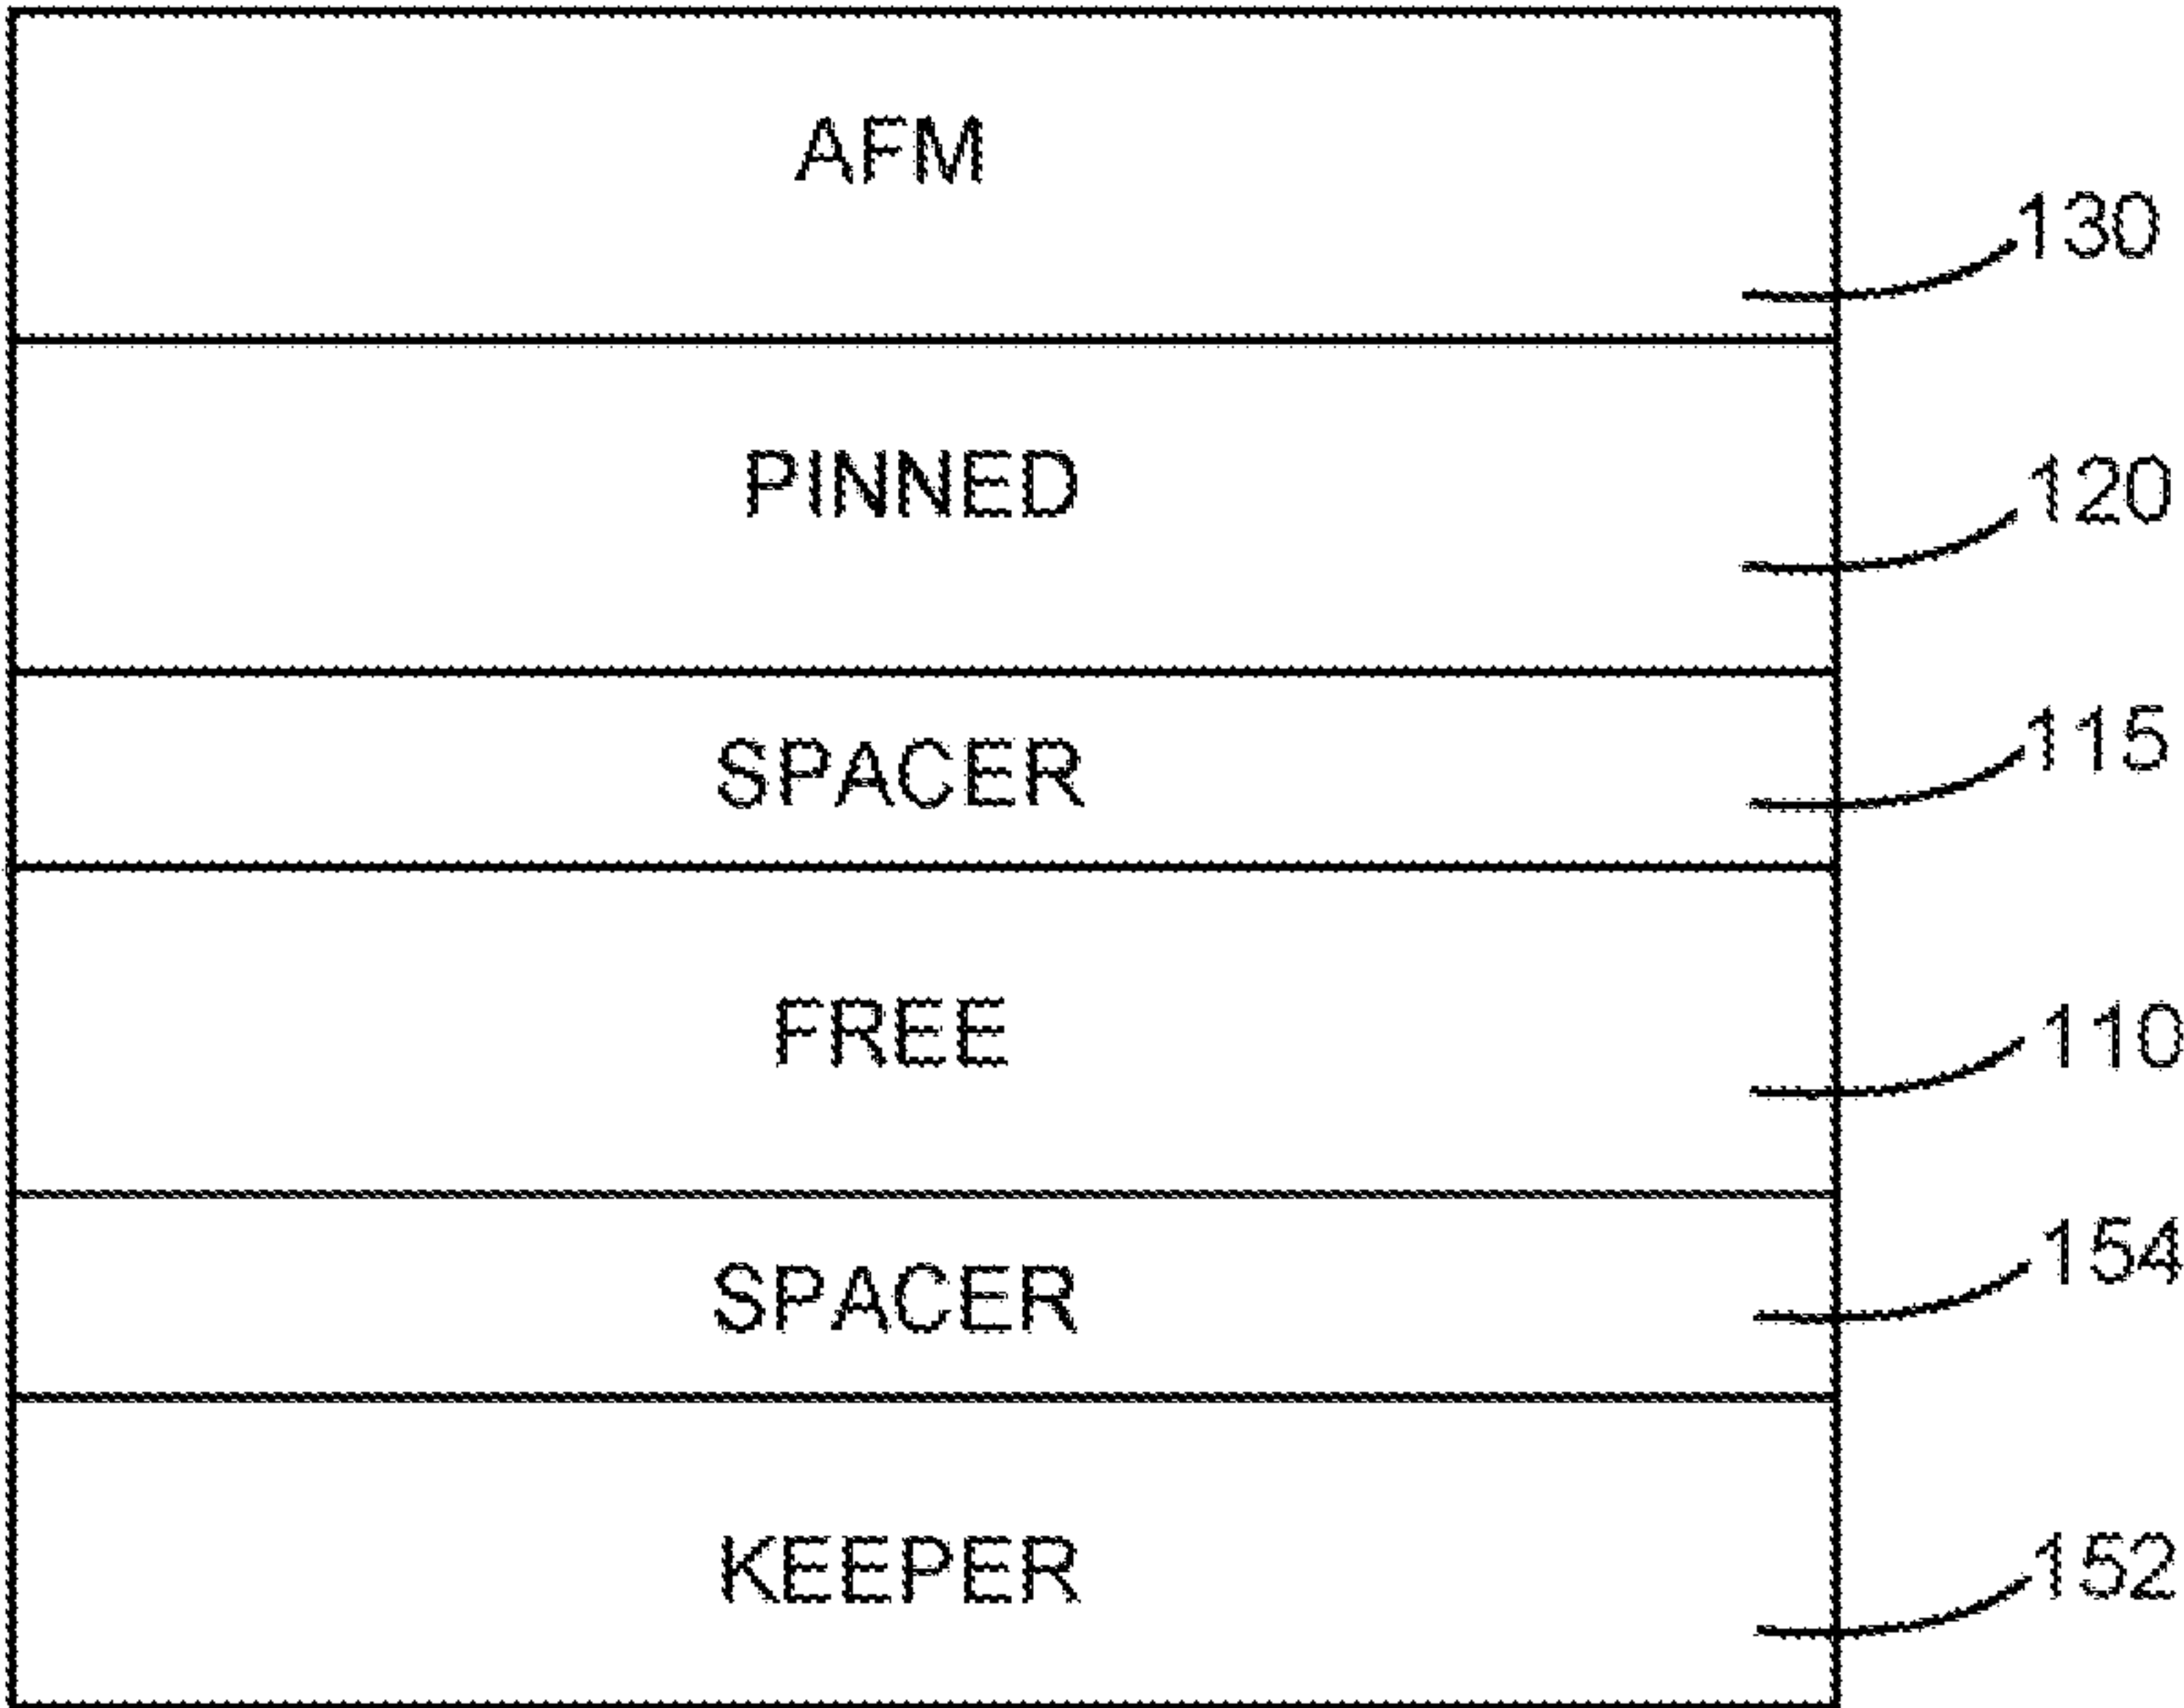 AFM
130
PINNED
120
SPACER
115
FREE
110
SPACER
154
KEEPER
152